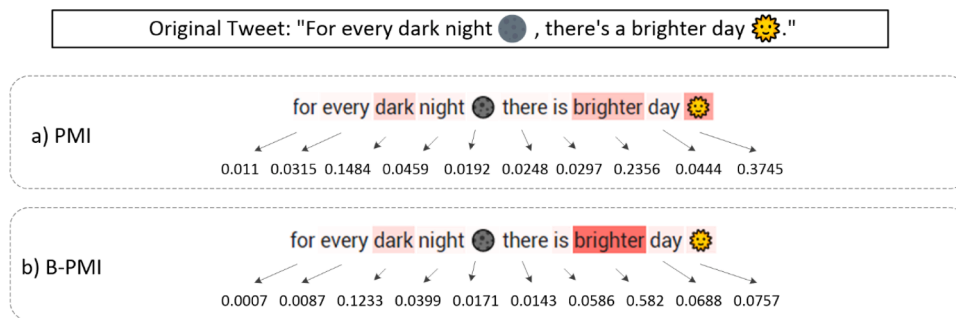 Original Tweet: "For every dark night 🌑 , there's a brighter day 🌞."
for every dark night 🌑 there is brighter day 🌞
a) PMI
0.011 0.0315 0.1484 0.0459 0.0192 0.0248 0.0297 0.2356 0.0444 0.3745
for every dark night 🌑 there is brighter day 🌞
b) B-PMI
0.0007 0.0087 0.1233 0.0399 0.0171 0.0143 0.0586 0.582 0.0688 0.0757